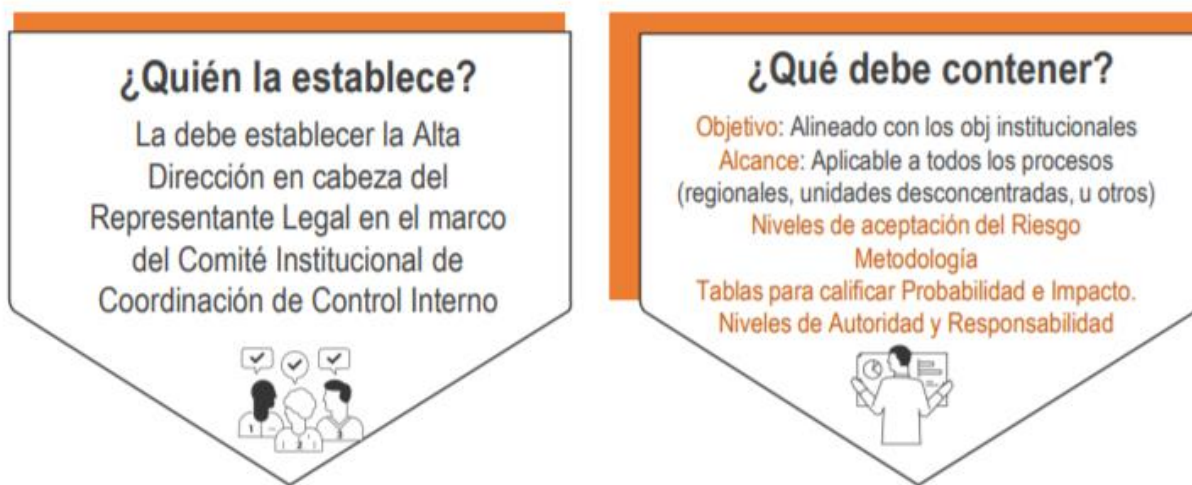 ¿Quién la establece?
La debe establecer la Alta
Dirección en cabeza del
Representante Legal en el marco
del Comité Institucional de
Coordinación de Control Interno
1
2
3
¿Qué debe contener?
Objetivo: Alineado con los obj institucionales
Alcance: Aplicable a todos los procesos
(regionales, unidades desconcentradas, u otros)
Niveles de aceptación del Riesgo
Metodología
Tablas para calificar Probabilidad e Impacto.
Niveles de Autoridad y Responsabilidad